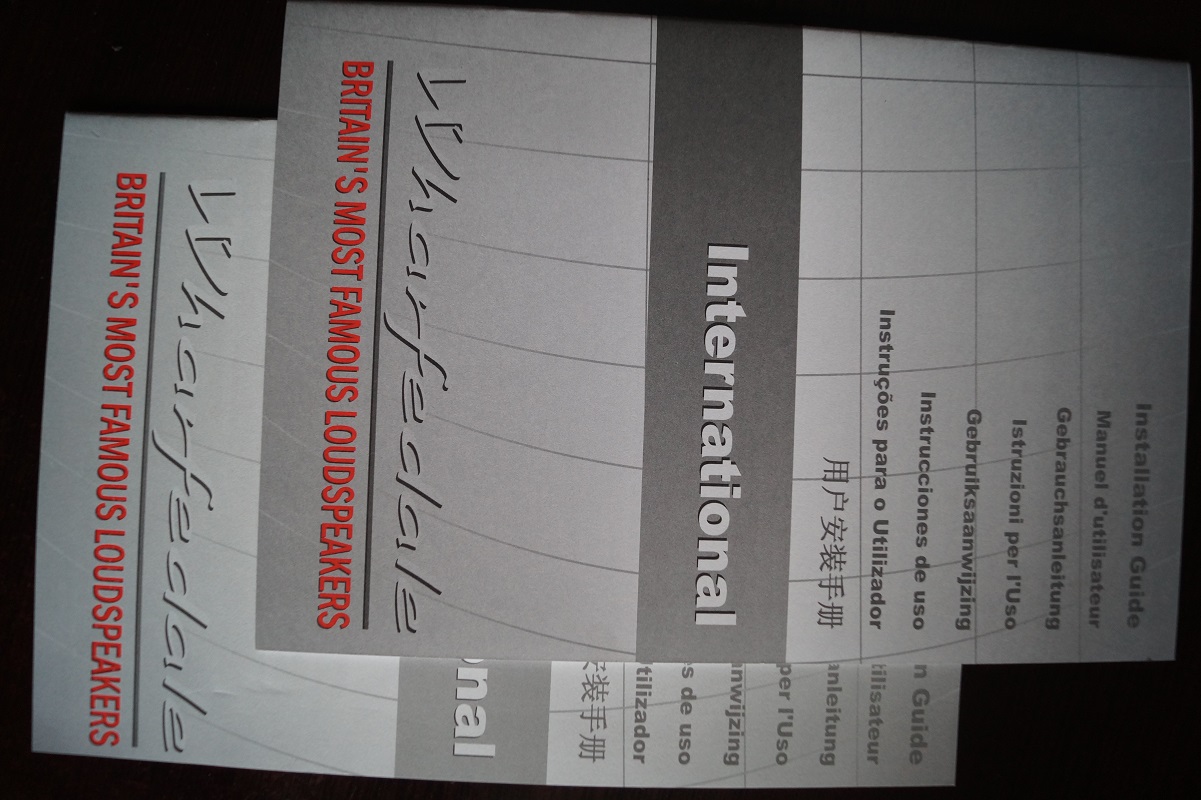 Installation Guide
Manuel d'utilisateur
Gebrauchsanleitung
Istruzioni per l'Uso
Gebruiksaanwijzing
Instrucciones de uso
Instruções para o Utilizador
用户安装手册
International
Wharfedale
BRITAIN'S MOST FAMOUS LOUDSPEAKERS
n Guide
tilisateur
anleitung
per l'Uso
anwijzing
es de uso
tilizador
装手册
onal
Wharfedale
BRITAIN'S MOST FAMOUS LOUDSPEAKERS